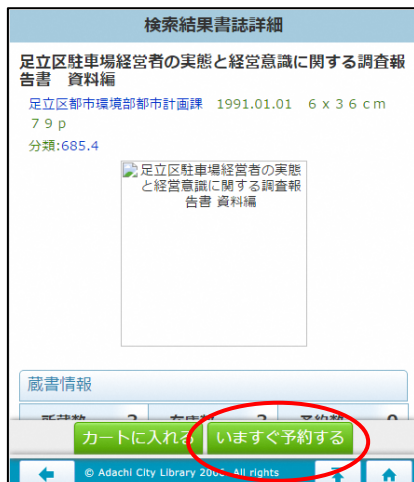 検索結果書誌詳細
足立区駐車場経営者の実態と経営意識に関する調査報
告書　資料編
足立区都市環境部都市計画課　1991.01.01　6 x 3 6 c m
7 9 p
分類:685.4
足立区駐車場経営者の実態
と経営意識に関する調査報
告書 資料編
蔵書情報
カートに入れる いますぐ予約する
© Adachi City Library All rights